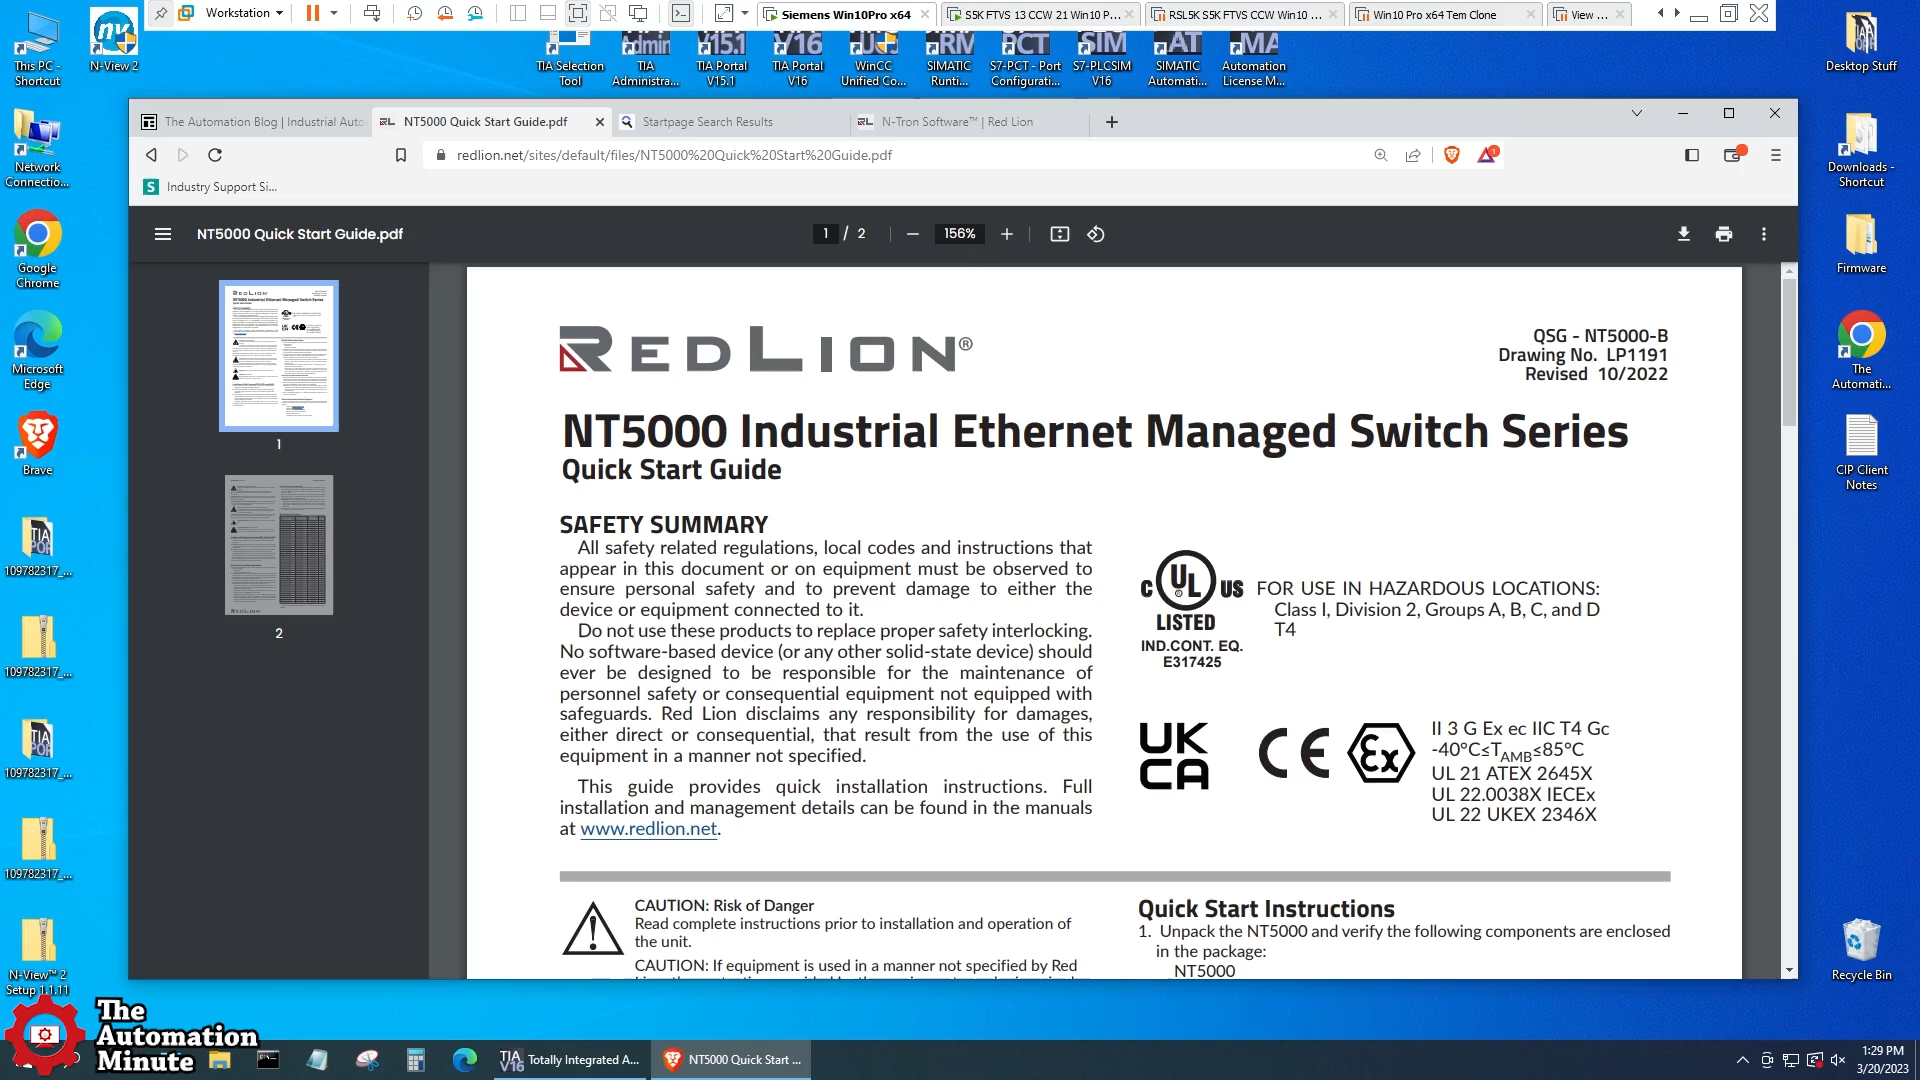 Workstation
Siemens Win10Pro x64
S5K FTVS 13 CCW 21 Win10 P...
RSL5K S5K FTVS CCW Win10 ...
Win10 Pro x64 Tem Clone
View ...
This PC - Shortcut
N-View 2
TIA Selection Tool
TIA Administra...
TIA Portal V15.1
TIA Portal V16
WinCC Unified Co...
SIMATIC Runti...
S7-PCT - Port Configurati...
S7-PLCSIM V16
SIMATIC Automati...
Automation License M...
Desktop Stuff
The Automation Blog | Industrial Auto
NT5000 Quick Start Guide.pdf
Startpage Search Results
N-Tron Software™ | Red Lion
redlion.net/sites/default/files/NT5000%20Quick%20Start%20Guide.pdf
Industry Support Si...
NT5000 Quick Start Guide.pdf
1 / 2
156%
Network Connectio...
Google Chrome
Microsoft Edge
Brave
109782317_...
109782317_...
109782317_...
109782317_...
N-View™ 2 Setup 1.1.11
Downloads - Shortcut
Firmware
The Automati...
CIP Client Notes
Recycle Bin
1
2
REDLION®
QSG - NT5000-B
Drawing No. LP1191
Revised 10/2022
NT5000 Industrial Ethernet Managed Switch Series
Quick Start Guide
SAFETY SUMMARY
All safety related regulations, local codes and instructions that
appear in this document or on equipment must be observed to
ensure personal safety and to prevent damage to either the
device or equipment connected to it.
Do not use these products to replace proper safety interlocking.
No software-based device (or any other solid-state device) should
ever be designed to be responsible for the maintenance of
personnel safety or consequential equipment not equipped with
safeguards. Red Lion disclaims any responsibility for damages,
either direct or consequential, that result from the use of this
equipment in a manner not specified.
This guide provides quick installation instructions. Full
installation and management details can be found in the manuals
at www.redlion.net.
C UL US
LISTED
IND.CONT. EQ.
E317425
FOR USE IN HAZARDOUS LOCATIONS:
Class I, Division 2, Groups A, B, C, and D
T4
UK
CA
CE
Ex
II 3 G Ex ec IIC T4 Gc
-40°C≤TAMB≤85°C
UL 21 ATEX 2645X
UL 22.0038X IECEx
UL 22 UKEX 2346X
CAUTION: Risk of Danger
Read complete instructions prior to installation and operation of
the unit.
CAUTION: If equipment is used in a manner not specified by Red
Quick Start Instructions
1. Unpack the NT5000 and verify the following components are enclosed
in the package:
NT5000
The
Automation
Minute
Totally Integrated A...
NT5000 Quick Start ...
1:29 PM
3/20/2023